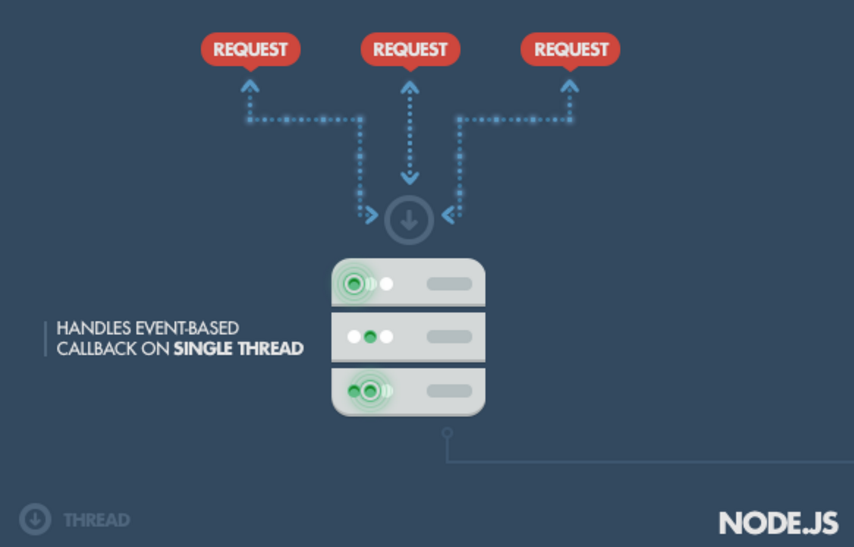 REQUEST
REQUEST
REQUEST
HANDLES EVENT-BASED
CALLBACK ON SINGLE THREAD
THREAD
NODE.JS